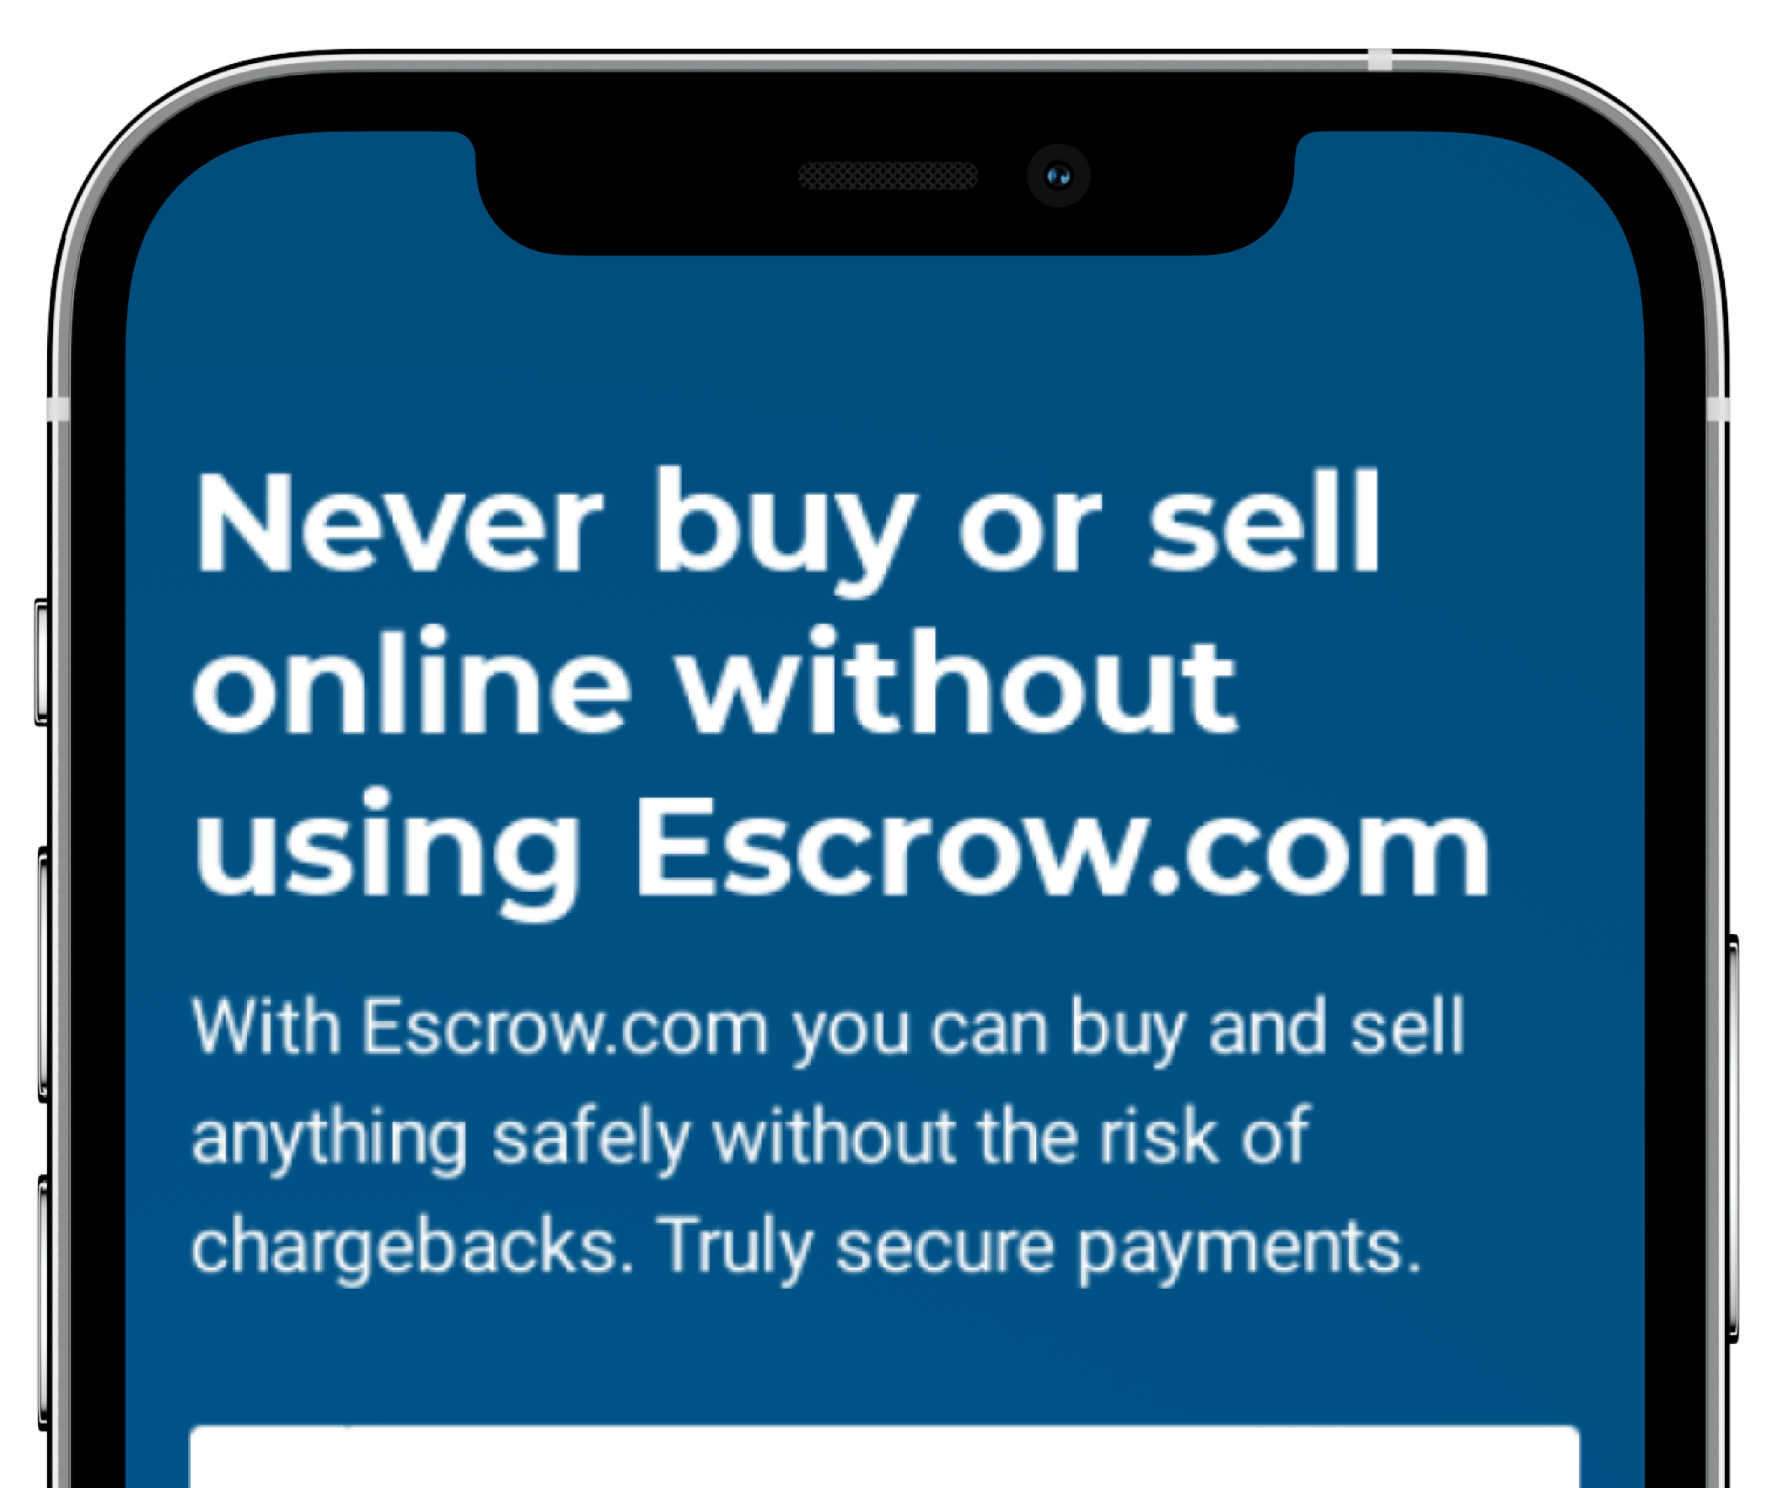 Never buy or sell
online without
using Escrow.com
With Escrow.com you can buy and sell
anything safely without the risk of
chargebacks. Truly secure payments.